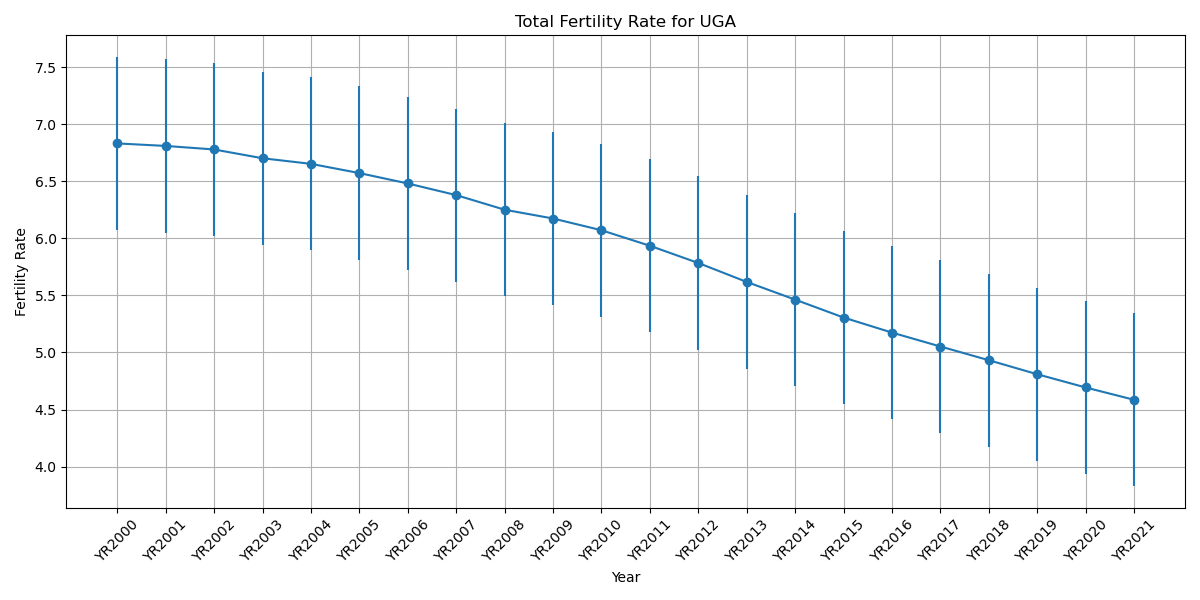 Total Fertility Rate for UGA
Fertility Rate
7.5
7.0
6.5
6.0
5.5
5.0
4.5
4.0
YR2000
YR2001
YR2002
YR2003
YR2004
YR2005
YR2006
YR2007
YR2008
YR2009
YR2010
YR2011
YR2012
YR2013
YR2014
YR2015
YR2016
YR2017
YR2018
YR2019
YR2020
YR2021
Year